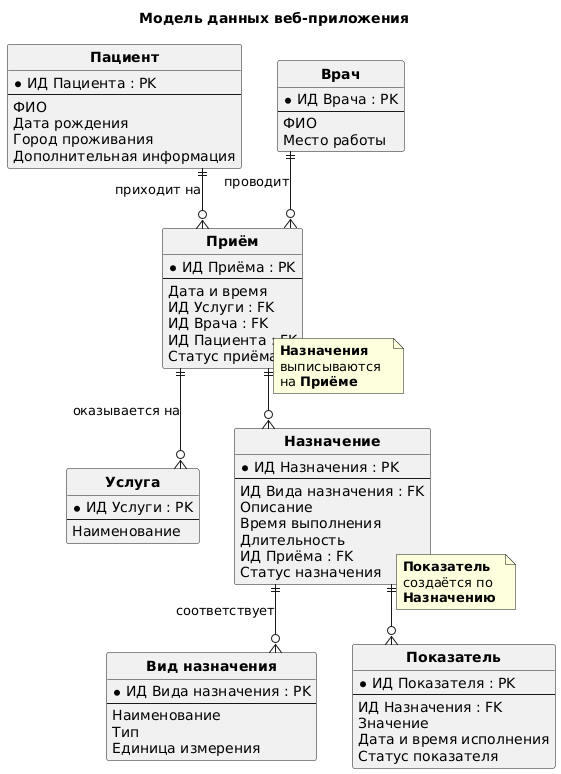 Модель данных веб-приложения
Пациент
ИД Пациента : PK
ФИО
Дата рождения
Город проживания
Дополнительная информация
Врач
ИД Врача : PK
ФИО
Место работы
приходит на
проводит
Приём
ИД Приёма : PK
Дата и время
ИД Услуги : FK
ИД Врача : FK
ИД Пациента : FK
Статус приёма
Назначения
выписываются
на Приёме
оказывается на
Услуга
ИД Услуги : PK
Наименование
Назначение
ИД Назначения : PK
ИД Вида назначения : FK
Описание
Время выполнения
Длительность
ИД Приёма : FK
Статус назначения
Показатель
создаётся по
Назначению
соответствует
Вид назначения
ИД Вида назначения : PK
Наименование
Тип
Единица измерения
Показатель
ИД Показателя : PK
ИД Назначения : FK
Значение
Дата и время исполнения
Статус показателя